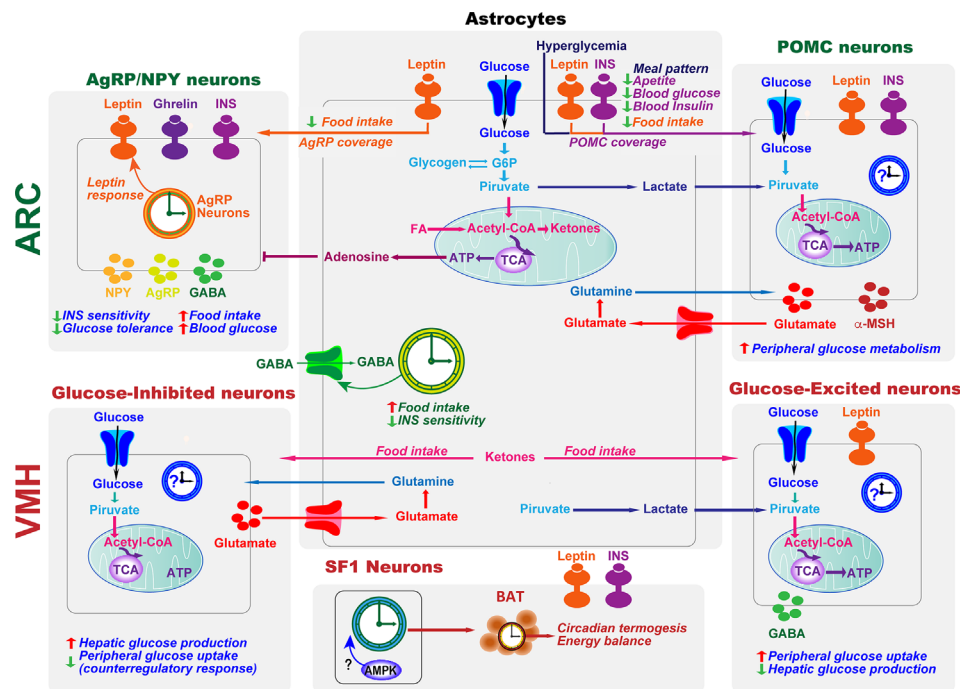 Astrocytes
AgRP/NPY neurons
Leptin
Ghrelin
INS
Leptin
response
AgRP
Neurons
NPY
AgRP
GABA
INS sensitivity
Glucose tolerance
Food intake
Blood glucose
ARC
Leptin
Food intake
AgRP coverage
Glucose
Glucose
Glycogen
G6P
Piruvate
Lactate
FA
Acetyl-CoA
Ketones
ATP
TCA
Adenosine
Hyperglycemia
Leptin
INS
Meal pattern
Apetite
Blood glucose
Blood Insulin
Food intake
POMC coverage
Glutamine
Glutamate
POMC neurons
Glucose
Leptin
INS
Glucose
?
Piruvate
Acetyl-CoA
TCA
ATP
Glutamate
α-MSH
Peripheral glucose metabolism
GABA
GABA
Food intake
INS sensitivity
VMH
Glucose-Inhibited neurons
Glucose
Glucose
?
Piruvate
Acetyl-CoA
TCA
ATP
Glutamate
Hepatic glucose production
Peripheral glucose uptake
(counterregulatory response)
Food intake
Ketones
Food intake
Glutamine
Glutamate
Piruvate
Lactate
Glucose-Excited neurons
Glucose
Leptin
Glucose
?
Piruvate
Acetyl-CoA
TCA
ATP
GABA
Peripheral glucose uptake
Hepatic glucose production
SF1 Neurons
Leptin
INS
?
AMPK
BAT
Circadian termogesis
Energy balance